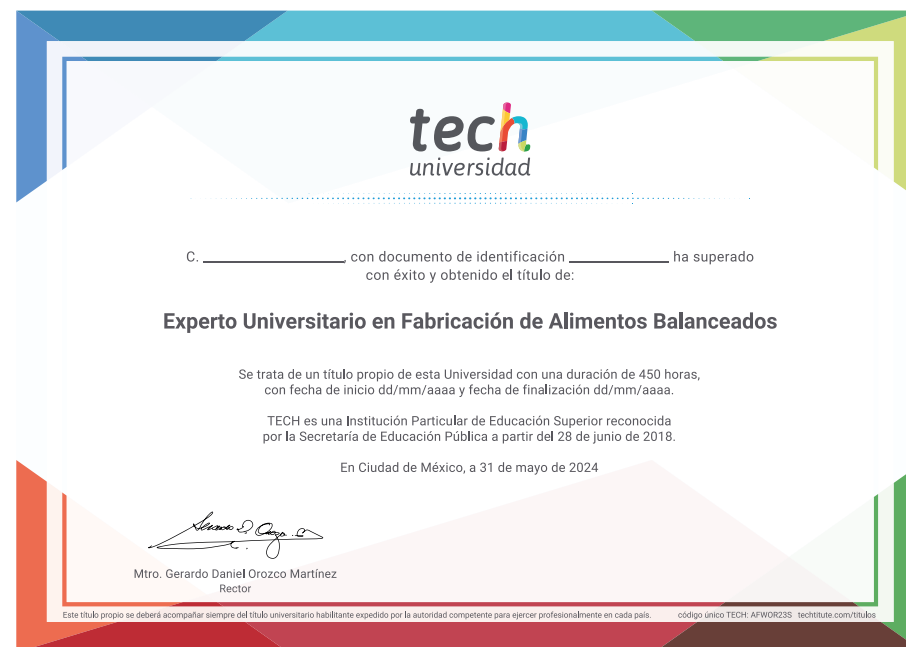 tech
universidad
C. ____________, con documento de identificación ____________ ha superado
con éxito y obtenido el título de:
Experto Universitario en Fabricación de Alimentos Balanceados
Se trata de un título propio de esta Universidad con una duración de 450 horas,
con fecha de inicio dd/mm/aaaa y fecha de finalización dd/mm/aaaa.
TECH es una Institución Particular de Educación Superior reconocida
por la Secretaría de Educación Pública a partir del 28 de junio de 2018.
En Ciudad de México, a 31 de mayo de 2024
Mtro. Gerardo Daniel Orozco Martínez
Rector
Este título propio se deberá acompañar siempre del título universitario habilitante expedido por la autoridad competente para ejercer profesionalmente en cada país. código único TECH: AFWOR23S techtitute.com/titulos